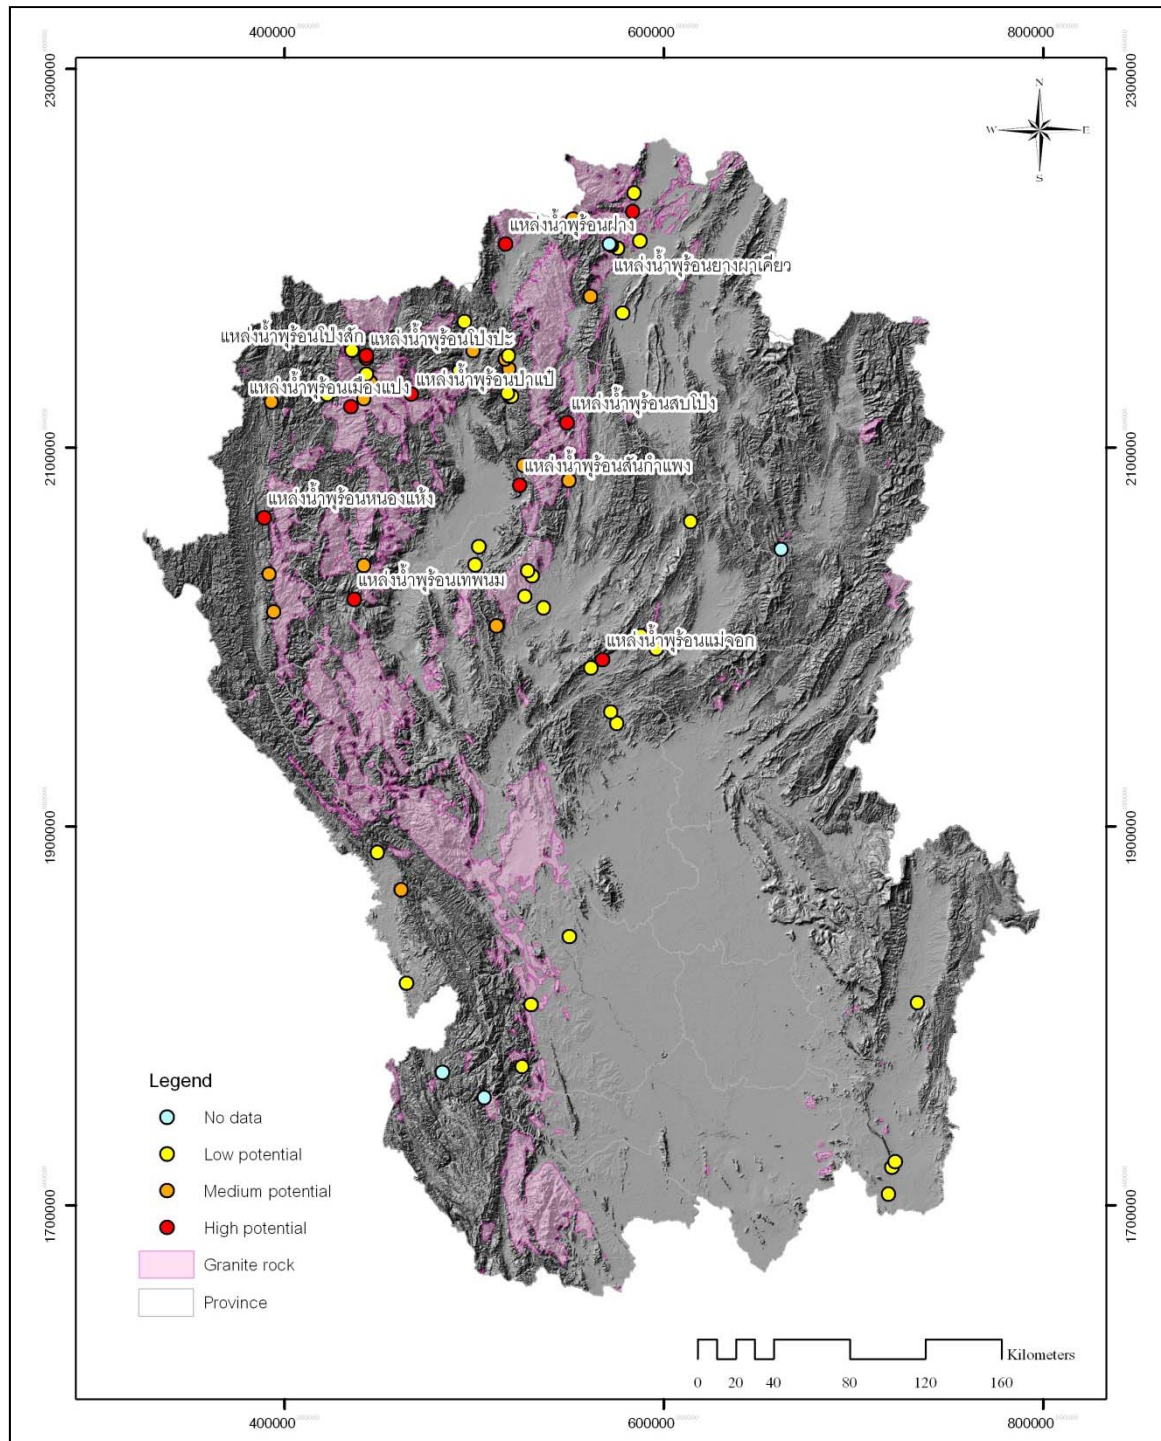 400000
600000
800000
2300000
2300000
N
W
E
S
แหล่งน้ำพุร้อนฝาง
แหล่งน้ำพุร้อนยางผาเคียว
แหล่งน้ำพุร้อนโป่งสัก
แหล่งน้ำพุร้อนโป่งปะ
แหล่งน้ำพุร้อนเมืองแปง
แหล่งน้ำพุร้อนป่าแป๋
แหล่งน้ำพุร้อนสบโป่ง
2100000
2100000
แหล่งน้ำพุร้อนสันกำแพง
แหล่งน้ำพุร้อนหนองแห้ง
แหล่งน้ำพุร้อนเทพนม
แหล่งน้ำพุร้อนแม่จอก
1900000
1900000
Legend
No data
Low potential
Medium potential
High potential
Granite rock
Province
1700000
1700000
Kilometers
0 20 40 80 120 160
400000
600000
800000